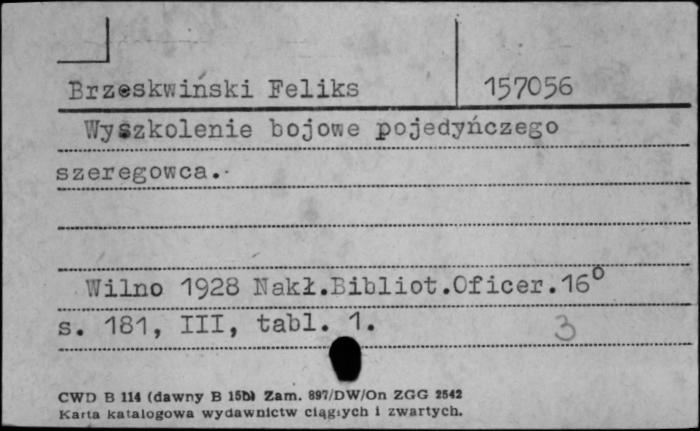 Brzeskwiński Feliks 157056
Wyszkolenie bojowe pojedyńczego
szeregowca.
Wilno 1928 Nakł.Bibliot.Oficer.16°
s. 181, III, tabl. 1.
3
CWD B 114 (dawny B 15b) Zam. 897/DW/On ZGG 2542
Karta katalogowa wydawnictw ciągłych i zwartych.